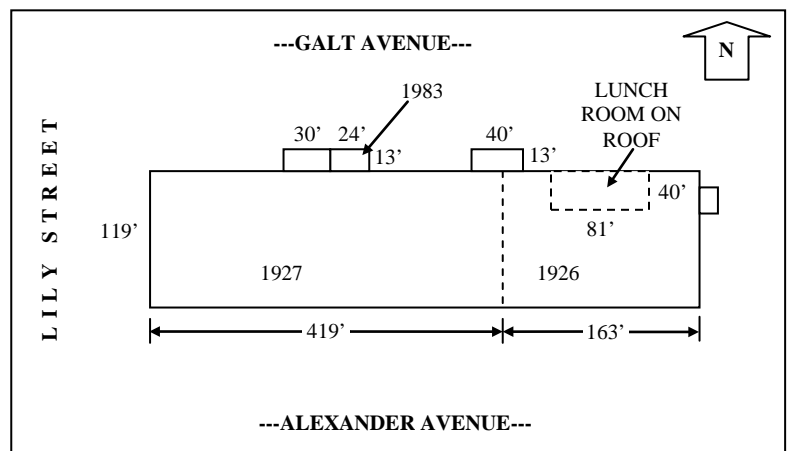 ---GALT AVENUE---
N
1983
LUNCH
ROOM ON
ROOF
30’ 24’ 40’
13’ 13’
40’
81’
LILY STREET
119’
1927 1926
419’ 163’
---ALEXANDER AVENUE---